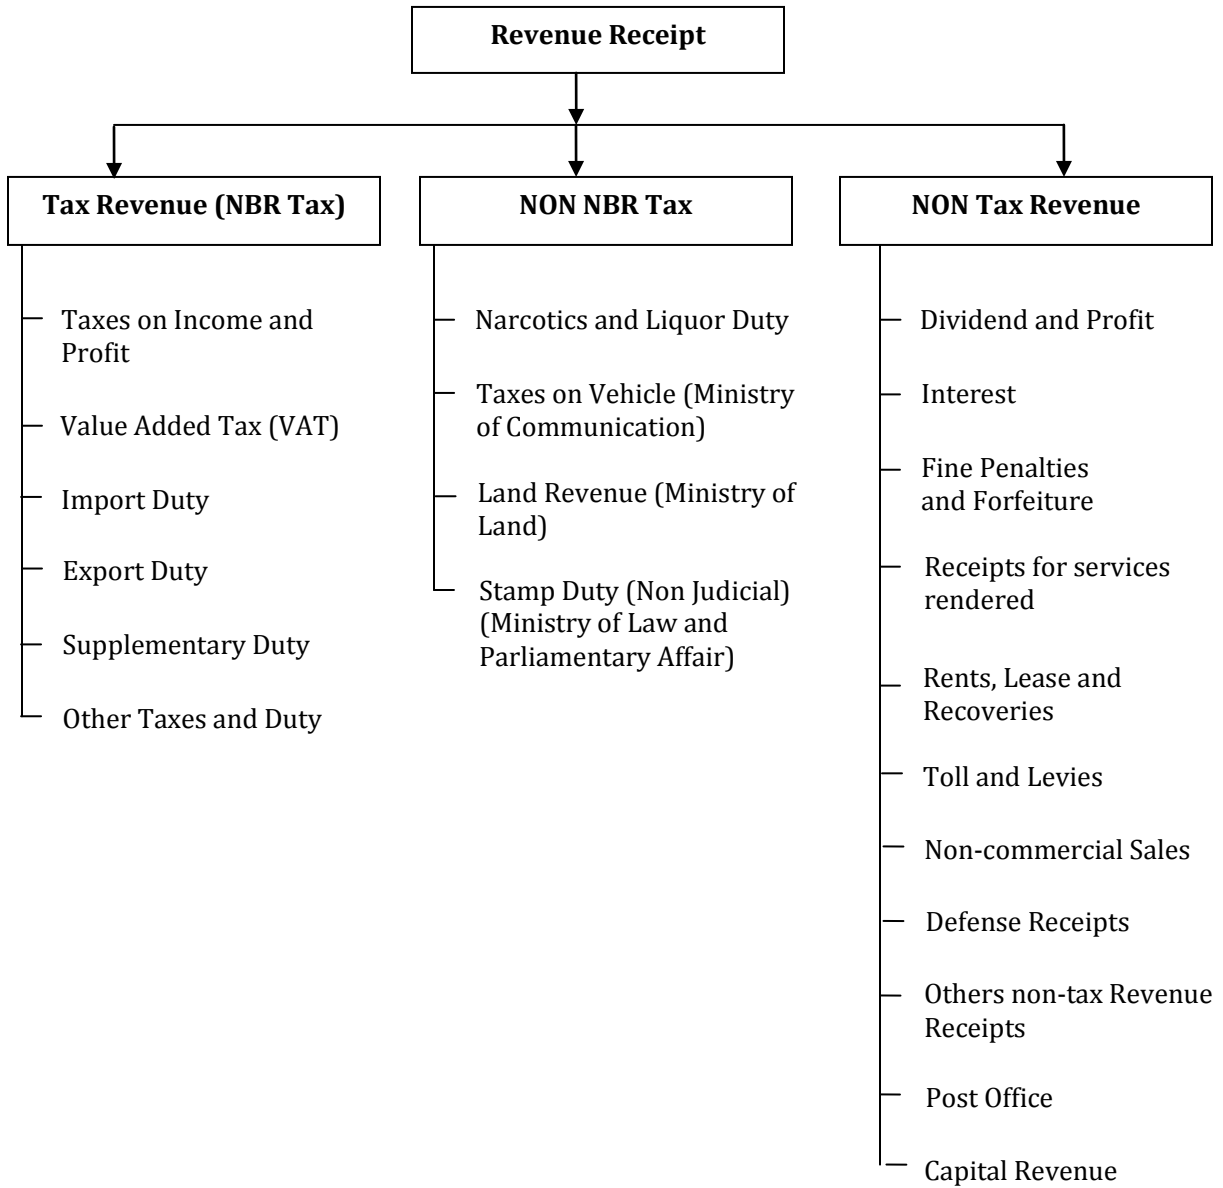 Revenue Receipt
Tax Revenue (NBR Tax)
Taxes on Income and
Profit
Value Added Tax (VAT)
Import Duty
Export Duty
Supplementary Duty
Other Taxes and Duty
NON NBR Tax
Narcotics and Liquor Duty
Taxes on Vehicle (Ministry
of Communication)
Land Revenue (Ministry of
Land)
Stamp Duty (Non Judicial)
(Ministry of Law and
Parliamentary Affair)
NON Tax Revenue
Dividend and Profit
Interest
Fine Penalties
and Forfeiture
Receipts for services
rendered
Rents, Lease and
Recoveries
Toll and Levies
Non-commercial Sales
Defense Receipts
Others non-tax Revenue
Receipts
Post Office
Capital Revenue